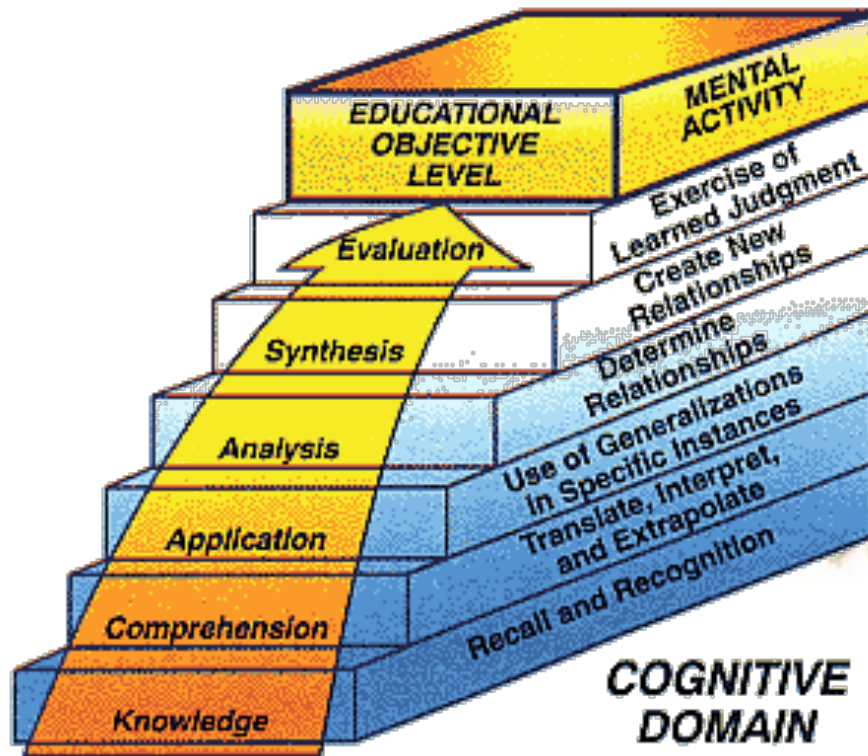 EDUCATIONAL
OBJECTIVE
LEVEL
MENTAL
ACTIVITY
Evaluation
Exercise of
Learned Judgment
Synthesis
Create New
Relationships
Analysis
Determine
Relationships
Application
Use of Generalizations
in Specific Instances
Comprehension
Translate, Interpret,
and Extrapolate
Knowledge
Recall and Recognition
COGNITIVE
DOMAIN